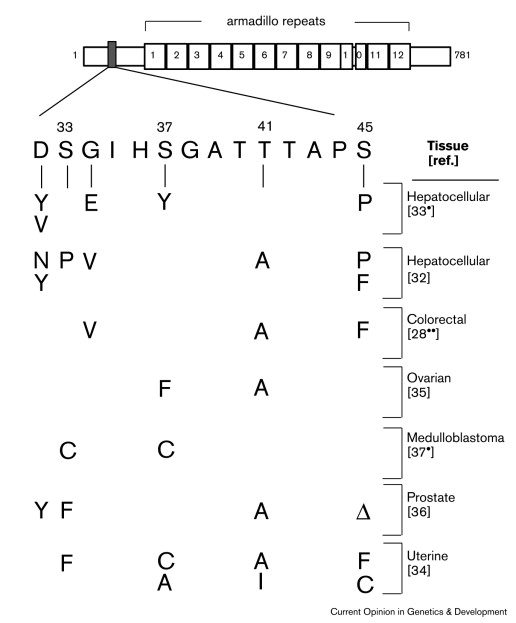 armadillo repeats
1 1 2 3 4 5 6 7 8 9 1 0 11 12 781
33 37 41 45
D S G I H S G A T T T A P S
Tissue
[ref.]
Y E Y P Hepatocellular
V [33•]
N P V A P Hepatocellular
Y F [32]
V A F Colorectal
[28••]
F A Ovarian
[35]
C C Medulloblastoma
[37•]
Y F A Δ Prostate
[36]
F C A F Uterine
A I C [34]
Current Opinion in Genetics & Development